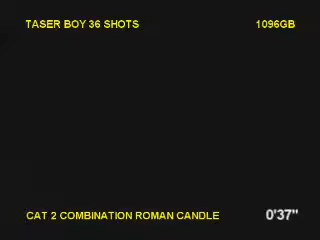 TASER BOY 36 SHOTS
1096GB
CAT 2 COMBINATION ROMAN CANDLE
0'37"